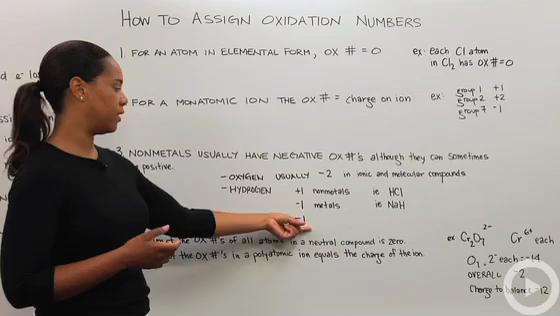 HOW TO ASSIGN OXIDATION NUMBERS
1. FOR AN ATOM IN ELEMENTAL FORM, OX # = 0
ex: each Cl atom
in Cl₂ has OX#=0
d e⁻ los
FOR A MONATOMIC ION THE OX # = charge on ion
ex: group 1 +1
group 2 +2
group 7 -1
3. NONMETALS USUALLY HAVE NEGATIVE OX #'s although they can sometimes
positive.
- OXYGEN USUALLY -2 in ionic and molecular compounds
- HYDROGEN +1 nonmetals ie HCl
-1 metals ie NaH
-1
of the OX #'s of all atoms in a neutral compound is zero.
of the OX #'s in a polyatomic ion equals the charge of the ion.
ex Cr₂O₇²⁻ Cr⁶⁺ each
O₇ · 2⁻ each = -14
OVERALL -2
Charge to balance = 12